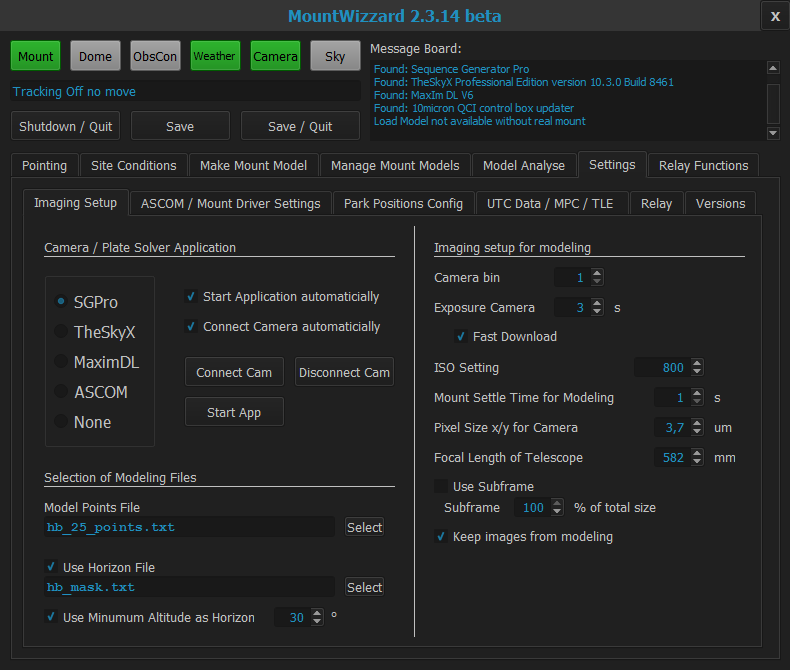 MountWizzard 2.3.14 beta
X
Mount Dome ObsCon Weather Camera Sky
Message Board:
Found: Sequence Generator Pro
Found: TheSkyX Professional Edition version 10.3.0 Build 8461
Found: MaxIm DL V6
Found: 10micron QCI control box updater
Load Model not available without real mount
Tracking Off no move
Shutdown / Quit Save Save / Quit
Pointing Site Conditions Make Mount Model Manage Mount Models Model Analyse Settings Relay Functions
Imaging Setup ASCOM / Mount Driver Settings Park Positions Config UTC Data / MPC / TLE Relay Versions
Camera / Plate Solver Application
SGPro
TheSkyX
MaximDL
ASCOM
None
Start Application automatically
Connect Camera automaticially
Connect Cam Disconnect Cam
Start App
Selection of Modeling Files
Model Points File
hb_25_points.txt Select
Use Horizon File
hb_mask.txt Select
Use Minumum Altitude as Horizon 30 °
Imaging setup for modeling
Camera bin 1
Exposure Camera 3 s
Fast Download
ISO Setting 800
Mount Settle Time for Modeling 1 s
Pixel Size x/y for Camera 3,7 um
Focal Length of Telescope 582 mm
Use Subframe
Subframe 100 % of total size
Keep images from modeling